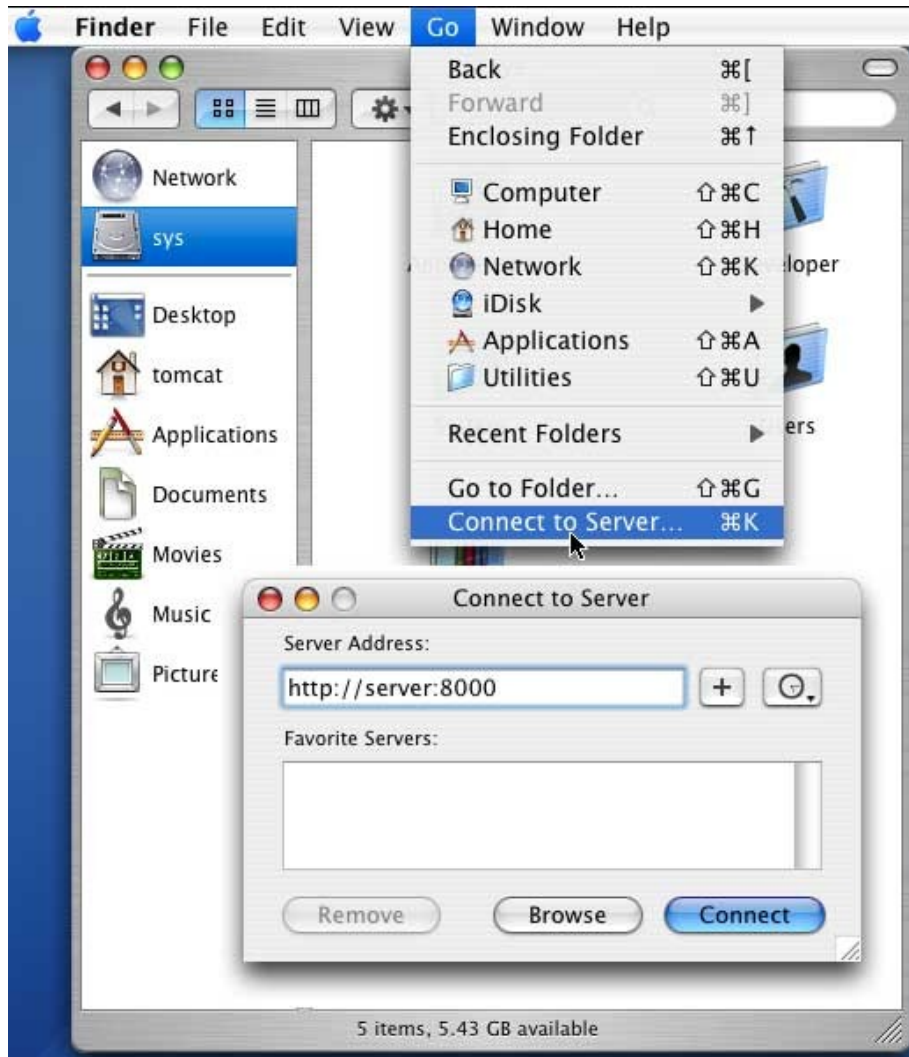 Finder File Edit View Go Window Help
Back ⌘[
Forward ⌘]
Enclosing Folder ⌘↑
Computer ⇧⌘C
Home ⇧⌘H
Network ⇧⌘K
iDisk
Applications ⇧⌘A
Utilities ⇧⌘U
Recent Folders
Go to Folder... ⇧⌘G
Connect to Server... ⌘K
Network
sys
Desktop
tomcat
Applications
Documents
Movies
Music
Picture
eloper
ers
Connect to Server
Server Address:
http://server:8000
+
Favorite Servers:
Remove Browse Connect
5 items, 5.43 GB available